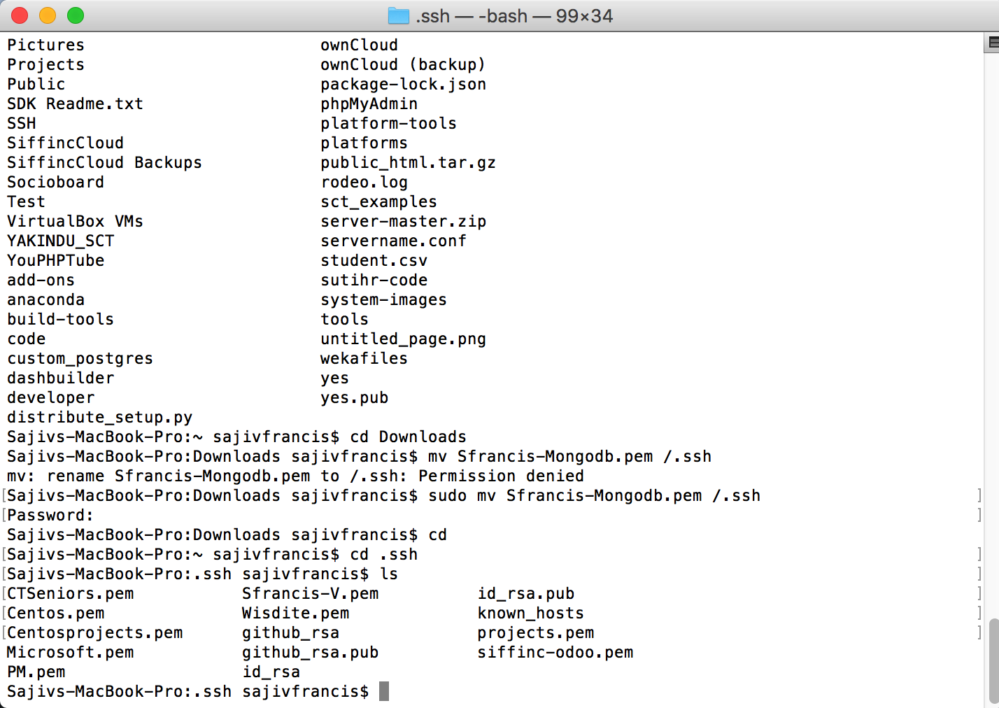 .ssh — -bash — 99×34
Pictures ownCloud
Projects ownCloud (backup)
Public package-lock.json
SDK Readme.txt phpMyAdmin
SSH platform-tools
SiffincCloud platforms
SiffincCloud Backups public_html.tar.gz
Socioboard rodeo.log
Test sct_examples
VirtualBox VMs server-master.zip
YAKINDU_SCT servername.conf
YouPHPTube student.csv
add-ons sutihr-code
anaconda system-images
build-tools tools
code untitled_page.png
custom_postgres wekafiles
dashbuilder yes
developer yes.pub
distribute_setup.py
Sajivs-MacBook-Pro:~ sajivfrancis$ cd Downloads
Sajivs-MacBook-Pro:Downloads sajivfrancis$ mv Sfrancis-Mongodb.pem /.ssh
mv: rename Sfrancis-Mongodb.pem to /.ssh: Permission denied
[Sajivs-MacBook-Pro:Downloads sajivfrancis$ sudo mv Sfrancis-Mongodb.pem /.ssh ]
[Password: ]
Sajivs-MacBook-Pro:Downloads sajivfrancis$ cd
[Sajivs-MacBook-Pro:~ sajivfrancis$ cd .ssh ]
[Sajivs-MacBook-Pro:.ssh sajivfrancis$ ls ]
[CTSeniors.pem Sfrancis-V.pem id_rsa.pub ]
[Centos.pem Wisdite.pem known_hosts ]
[Centosprojects.pem github_rsa projects.pem ]
Microsoft.pem github_rsa.pub siffinc-odoo.pem
PM.pem id_rsa
Sajivs-MacBook-Pro:.ssh sajivfrancis$